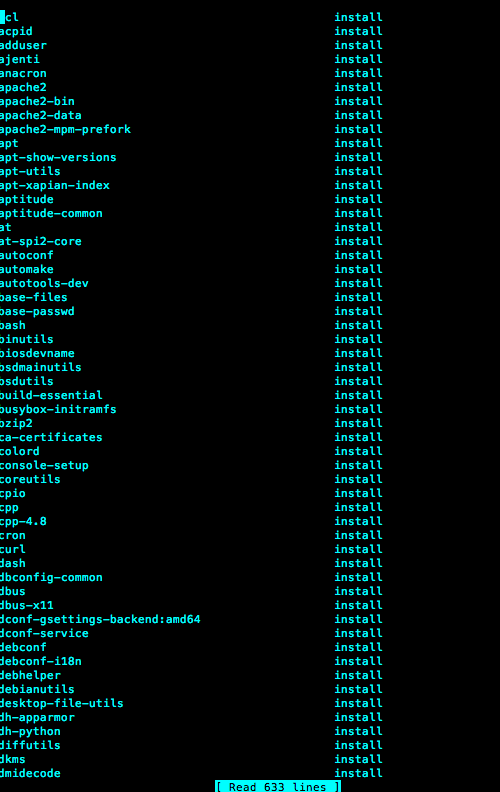 acl install
acpid install
adduser install
ajenti install
anacron install
apache2 install
apache2-bin install
apache2-data install
apache2-mpm-prefork install
apt install
apt-show-versions install
apt-utils install
apt-xapian-index install
aptitude install
aptitude-common install
at install
at-spi2-core install
autoconf install
automake install
autotools-dev install
base-files install
base-passwd install
bash install
binutils install
biosdevname install
bsdmainutils install
bsdutils install
build-essential install
busybox-initramfs install
bzip2 install
ca-certificates install
colord install
console-setup install
coreutils install
cpio install
cpp install
cpp-4.8 install
cron install
curl install
dash install
dbconfig-common install
dbus install
dbus-x11 install
dconf-gsettings-backend:amd64 install
dconf-service install
debconf install
debconf-i18n install
debhelper install
debianutils install
desktop-file-utils install
dh-apparmor install
dh-python install
diffutils install
dkms install
dmidecode install
[ Read 633 lines ]